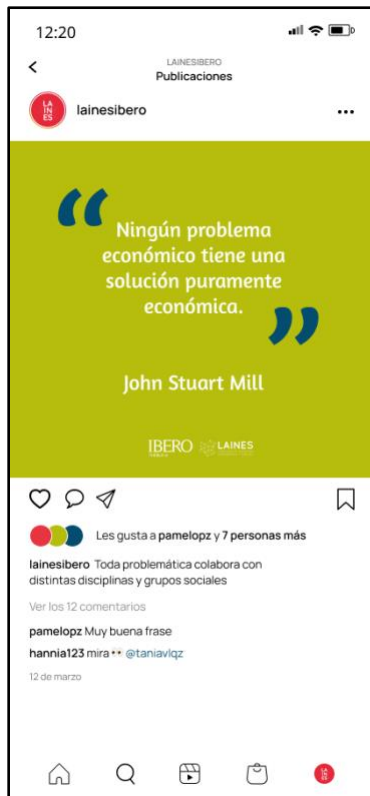 12:20
LAINESIBERO
Publicaciones
LA
IN
ES
lainesibero
“
Ningún problema
económico tiene una
solución puramente
económica.
”
John Stuart Mill
IBERO LAINES
Les gusta a pamelopz y 7 personas más
lainesibero Toda problemática colabora con
distintas disciplinas y grupos sociales
Ver los 12 comentarios
pamelopz Muy buena frase
hannia123 mira👀 @taniavlqz
12 de marzo